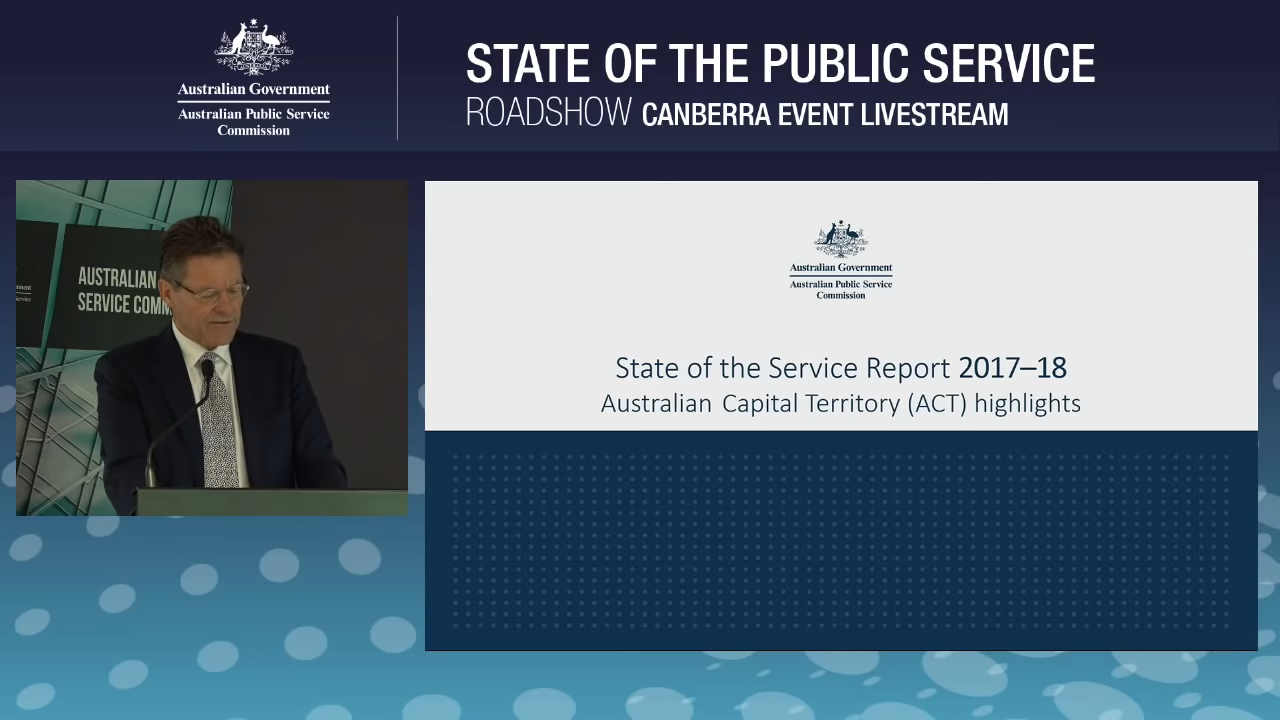 Australian Government
Australian Public Service
Commission
STATE OF THE PUBLIC SERVICE
ROADSHOW CANBERRA EVENT LIVESTREAM
AUSTRALIAN
SERVICE COMM
Australian Government
Australian Public Service
Commission
State of the Service Report 2017–18
Australian Capital Territory (ACT) highlights